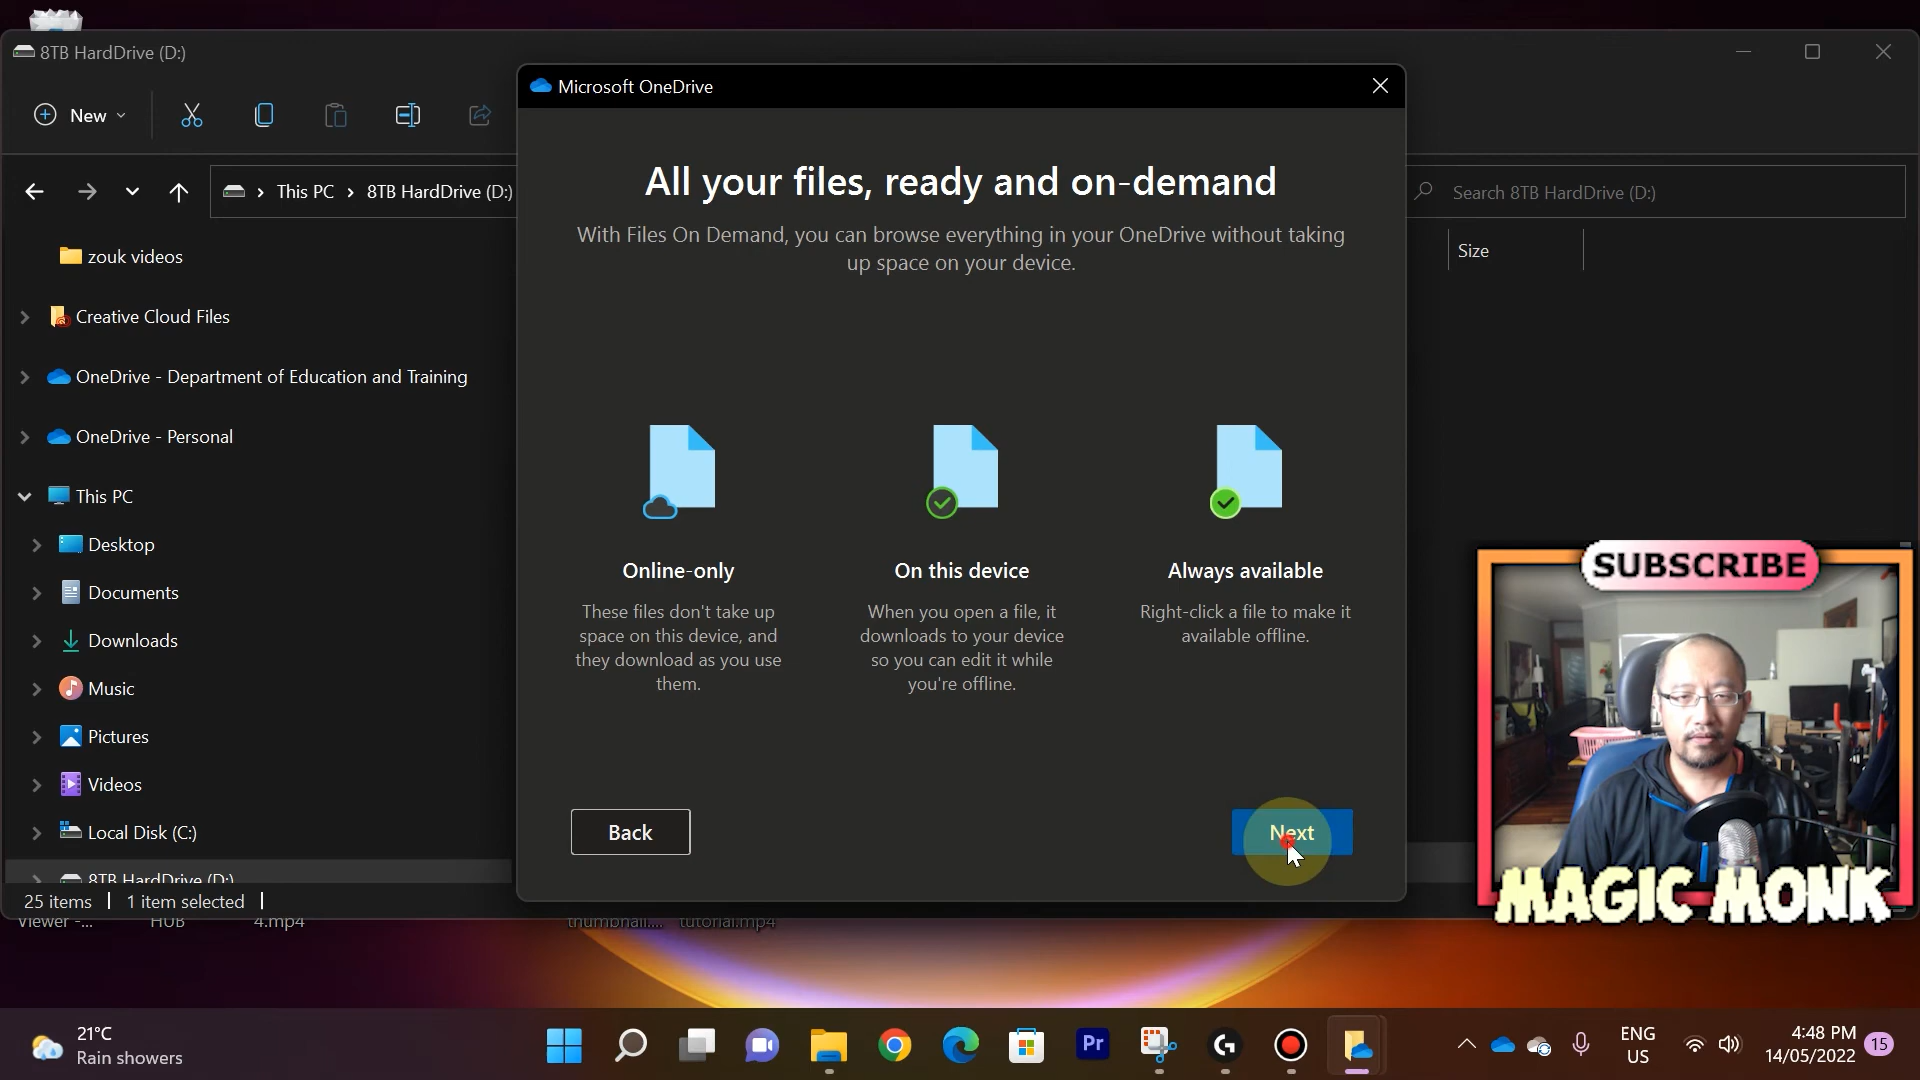 8TB HardDrive (D:)
New
This PC
8TB HardDrive (D:)
Search 8TB HardDrive (D:)
Size
zouk videos
Creative Cloud Files
OneDrive - Department of Education and Training
OneDrive - Personal
This PC
Desktop
Documents
Downloads
Music
Pictures
Videos
Local Disk (C:)
8TB HardDrive (D:)
25 items
1 item selected
Microsoft OneDrive
All your files, ready and on-demand
With Files On Demand, you can browse everything in your OneDrive without taking
up space on your device.
Online-only
These files don't take up
space on this device, and
they download as you use
them.
On this device
When you open a file, it
downloads to your device
so you can edit it while
you're offline.
Always available
Right-click a file to make it
available offline.
Back
Next
SUBSCRIBE
MAGIC MONK
Viewer -...
HUB
4.mp4
thumbnail....
tutorial.mp4
21°C
Rain showers
Pr
ENG
US
4:48 PM
14/05/2022
15